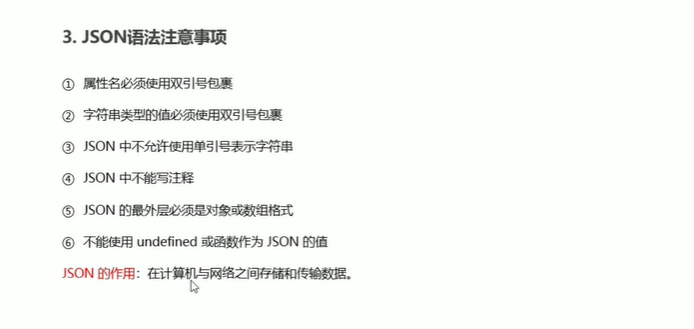 3. JSON语法注意事项
① 属性名必须使用双引号包裹
② 字符串类型的值必须使用双引号包裹
③ JSON 中不允许使用单引号表示字符串
④ JSON 中不能写注释
⑤ JSON 的最外层必须是对象或数组格式
⑥ 不能使用 undefined 或函数作为 JSON 的值
JSON 的作用：在计算机与网络之间存储和传输数据。